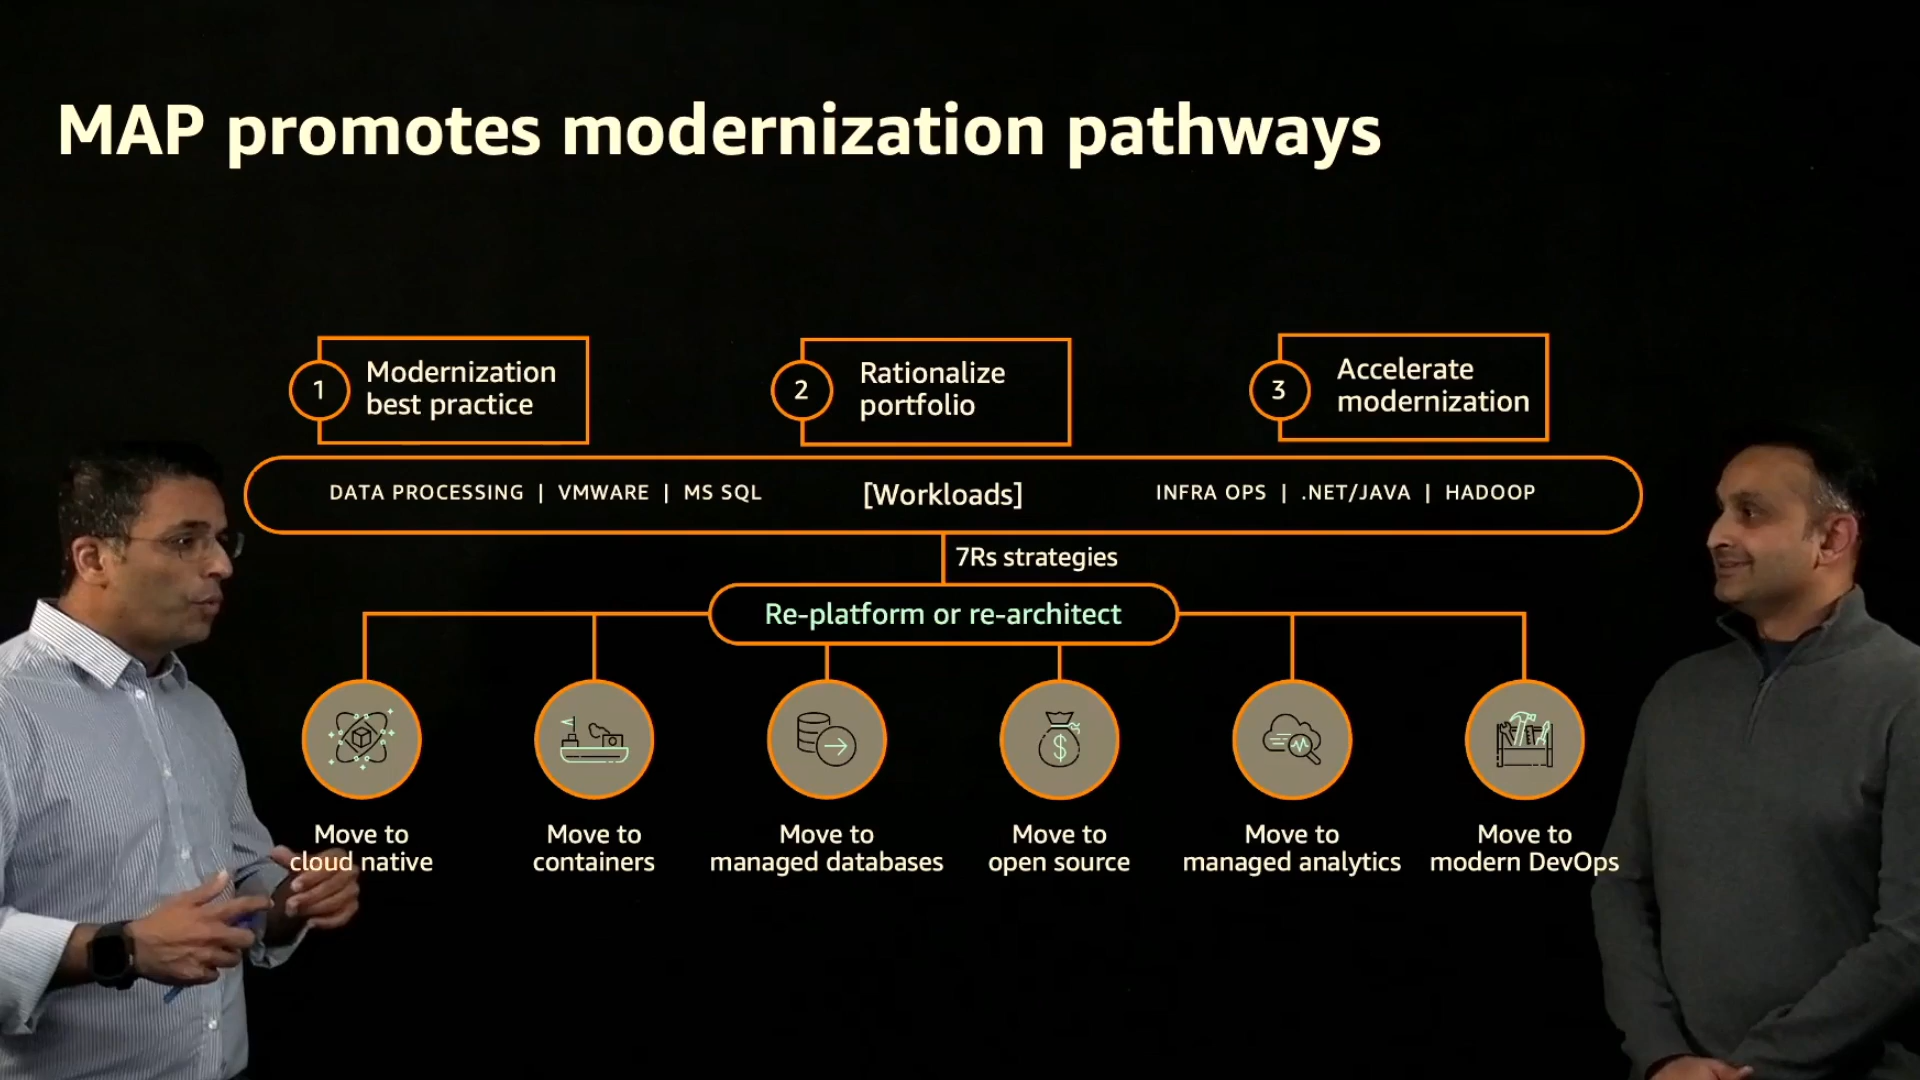 MAP promotes modernization pathways
1
Modernization
best practice
2
Rationalize
portfolio
3
Accelerate
modernization
DATA PROCESSING | VMWARE | MS SQL
[Workloads]
INFRA OPS | .NET/JAVA | HADOOP
7Rs strategies
Re-platform or re-architect
$
Move to
cloud native
Move to
containers
Move to
managed databases
Move to
open source
Move to
managed analytics
Move to
modern DevOps